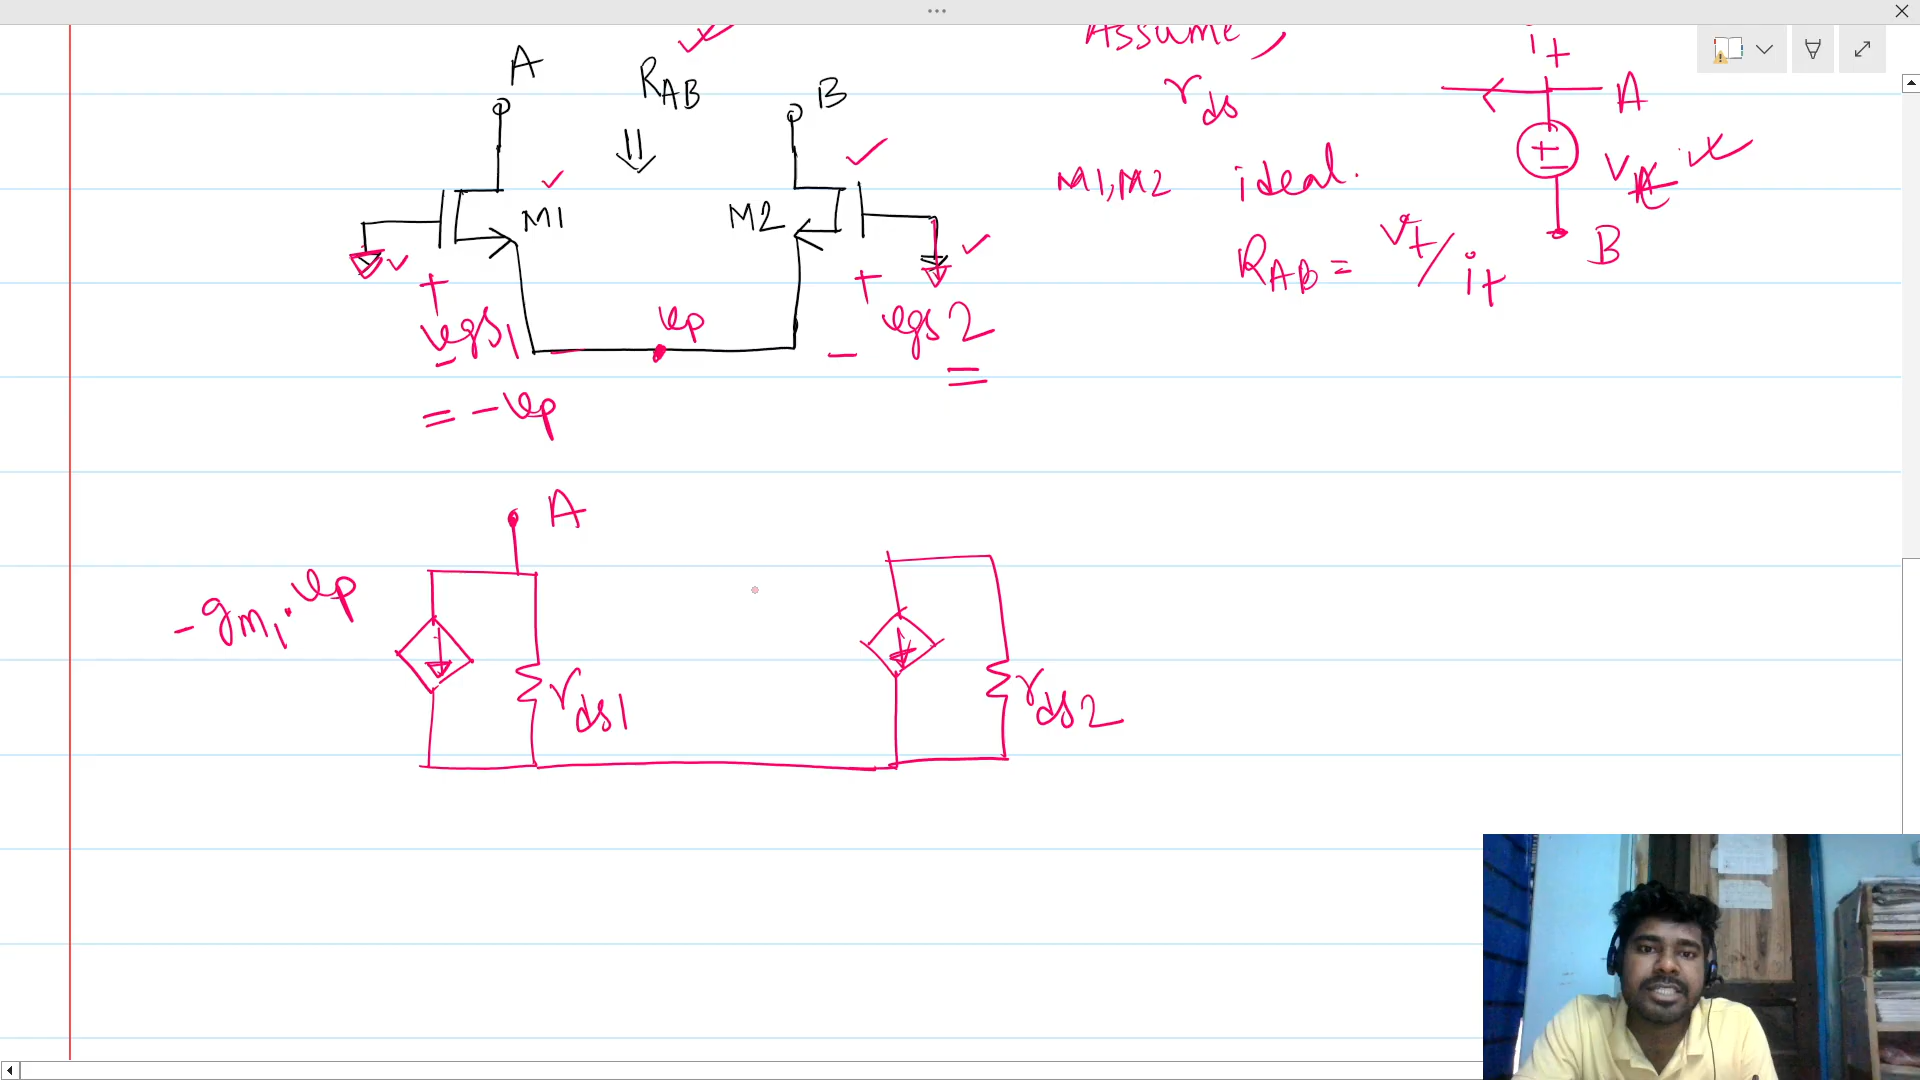 Assume,
rds
M1,M2 ideal.
RAB = vt/it
it
A
vt
B
A
RAB
B
M1
M2
+
vgs1
-
= -vp
vp
+
vgs2
-
A
-gm1.vp
rds1
rds2